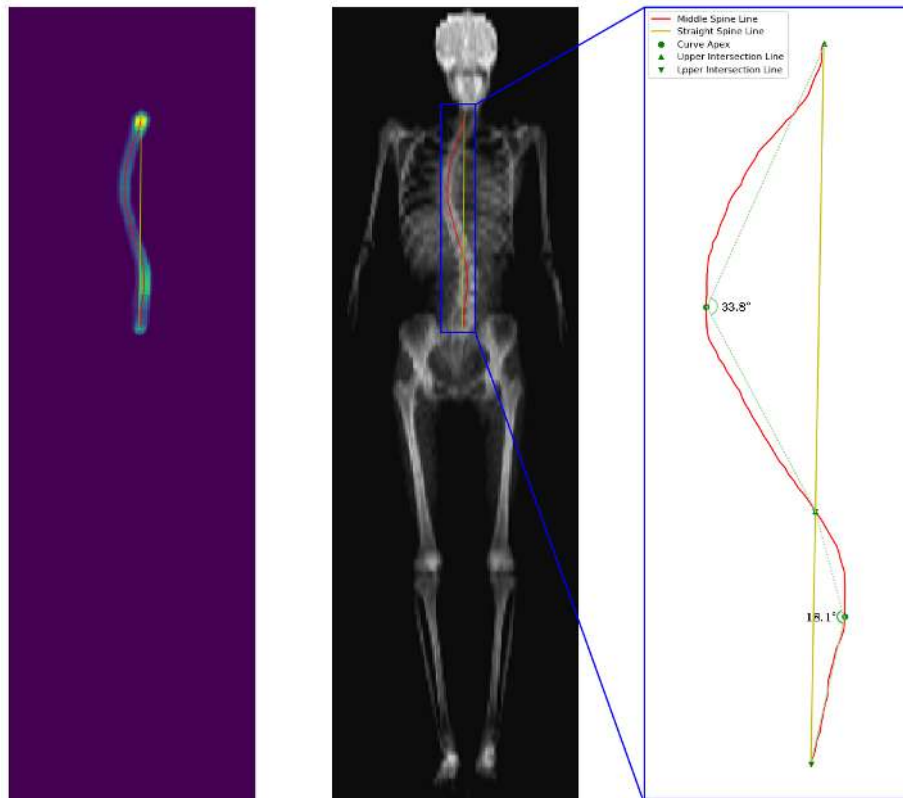 Middle Spine Line
Straight Spine Line
Curve Apex
Upper Intersection Line
Lpper Intersection Line
33.8°
18.1°